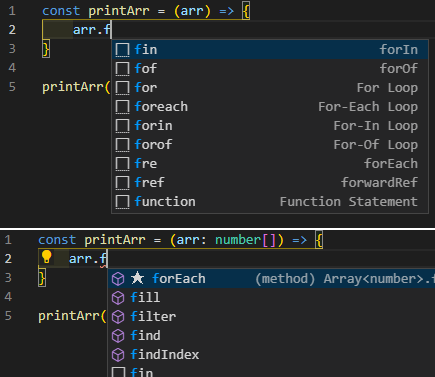 1 const printArr = (arr) => {
2 arr.f
3 }
4
5 printArr(
fin forIn
fof forOf
for For Loop
foreach For-Each Loop
forin For-In Loop
forof For-Of Loop
fre forEach
fref forwardRef
function Function Statement
1 const printArr = (arr: number[]) => {
2 arr.f
3 }
4
5 printArr(
★ forEach (method) Array<number>.f
fill
filter
find
findIndex
fin